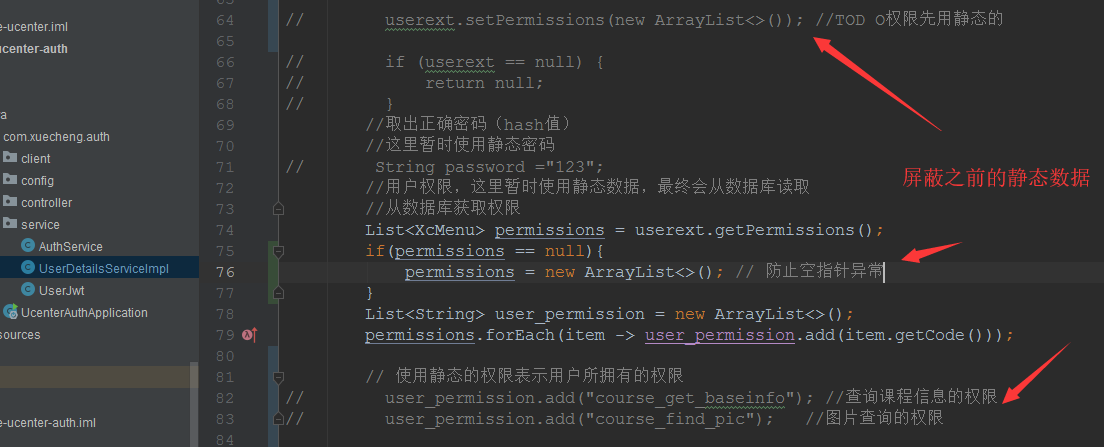 e-ucenter.iml
ucenter-auth
ra
com.xuecheng.auth
client
config
controller
service
AuthService
UserDetailsServiceImpl
UserJwt
UcenterAuthApplication
sources
e-ucenter-auth.iml
64 // userext.setPermissions(new ArrayList<>()); //TOD O权限先用静态的
65
66 // if (userext == null) {
67 // return null;
68 // }
69 //取出正确密码（hash值）
70 //这里暂时使用静态密码
71 // String password ="123";
72 //用户权限，这里暂时使用静态数据，最终会从数据库读取
73 //从数据库获取权限
74 List<XcMenu> permissions = userext.getPermissions();
75 if(permissions == null){
76 permissions = new ArrayList<>(); // 防止空指针异常
77 }
78 List<String> user_permission = new ArrayList<>();
79 permissions.forEach(item -> user_permission.add(item.getCode()));
80
81 // 使用静态的权限表示用户所拥有的权限
82 // user_permission.add("course_get_baseinfo"); //查询课程信息的权限
83 // user_permission.add("course_find_pic"); //图片查询的权限
84
屏蔽之前的静态数据